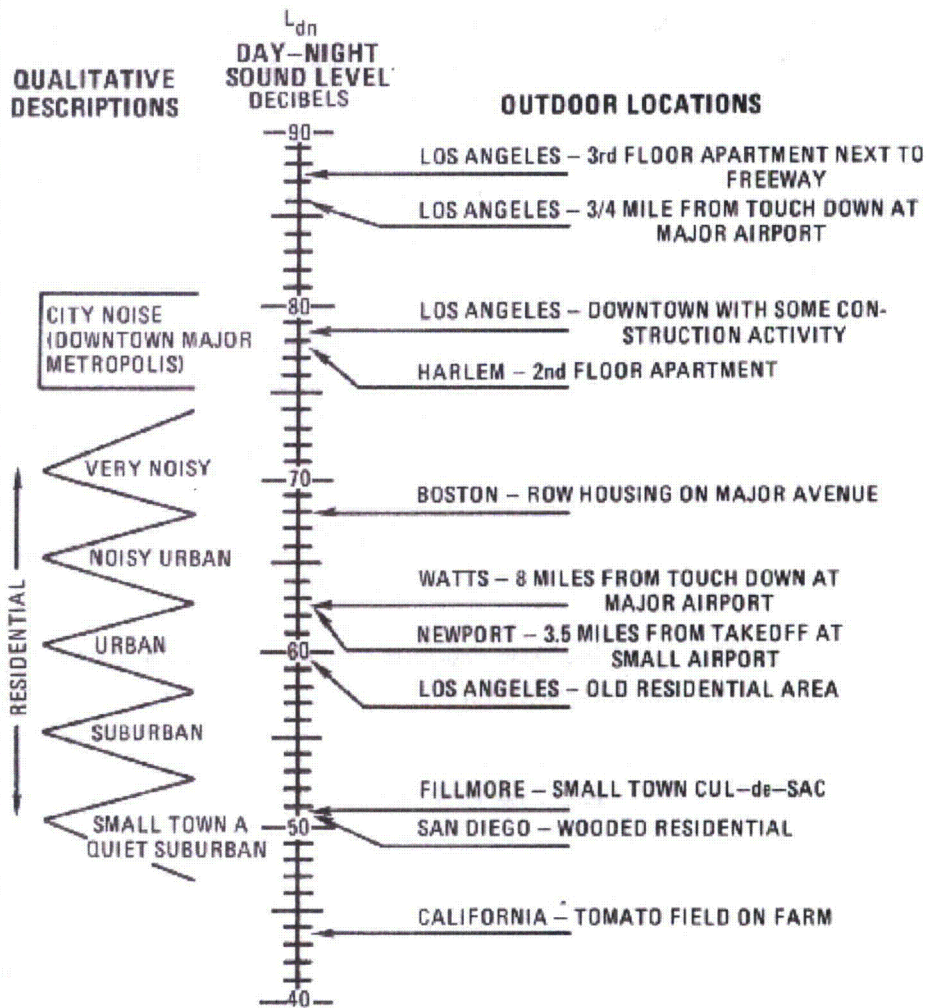 L_dn
DAY–NIGHT
SOUND LEVEL
DECIBELS
QUALITATIVE
DESCRIPTIONS
OUTDOOR LOCATIONS
90
LOS ANGELES – 3rd FLOOR APARTMENT NEXT TO
FREEWAY
LOS ANGELES – 3/4 MILE FROM TOUCH DOWN AT
MAJOR AIRPORT
80
CITY NOISE
(DOWNTOWN MAJOR
METROPOLIS)
LOS ANGELES – DOWNTOWN WITH SOME CON-
STRUCTION ACTIVITY
HARLEM – 2nd FLOOR APARTMENT
RESIDENTIAL
VERY NOISY
70
BOSTON – ROW HOUSING ON MAJOR AVENUE
NOISY URBAN
WATTS – 8 MILES FROM TOUCH DOWN AT
MAJOR AIRPORT
NEWPORT – 3.5 MILES FROM TAKEOFF AT
SMALL AIRPORT
URBAN
60
LOS ANGELES – OLD RESIDENTIAL AREA
SUBURBAN
FILLMORE – SMALL TOWN CUL–de–SAC
SMALL TOWN A
QUIET SUBURBAN
50
SAN DIEGO – WOODED RESIDENTIAL
CALIFORNIA – TOMATO FIELD ON FARM
40